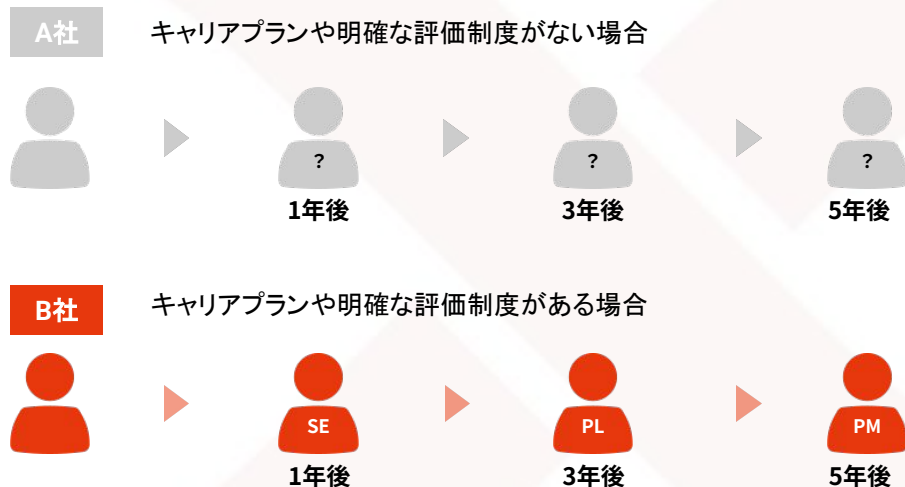 A社
キャリアプランや明確な評価制度がない場合
? ? ?
1年後 3年後 5年後
B社
キャリアプランや明確な評価制度がある場合
SE PL PM
1年後 3年後 5年後